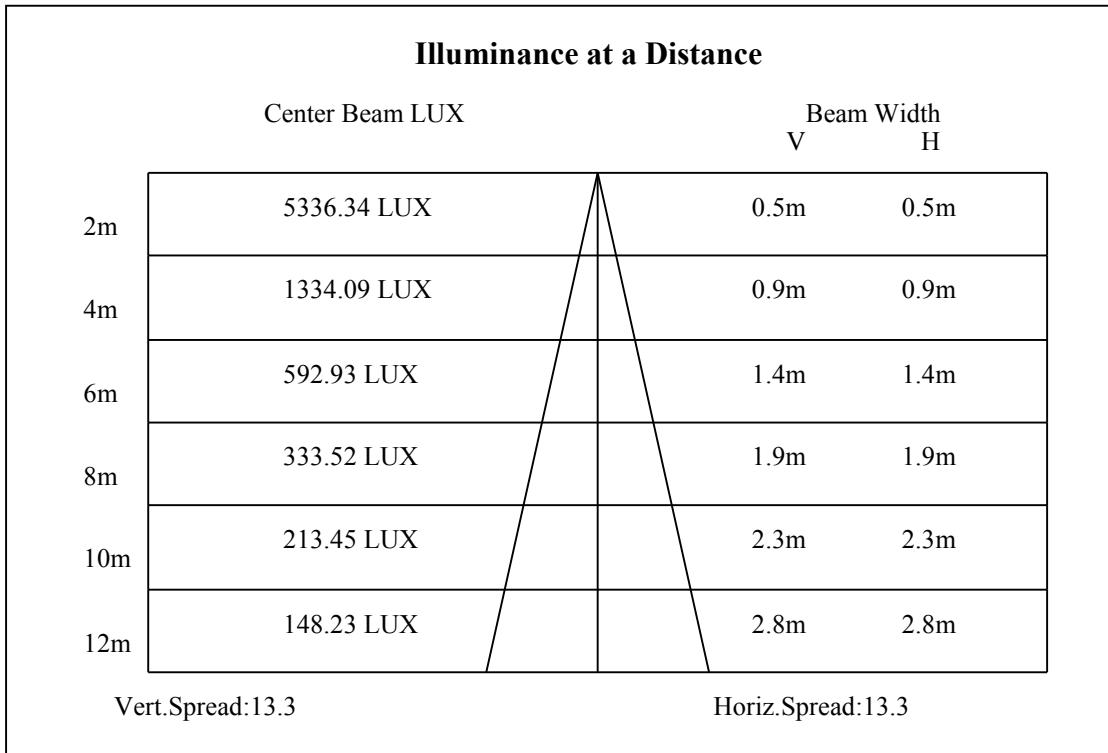 Illuminance at a Distance
Center Beam LUX Beam Width
V H
2m 5336.34 LUX 0.5m 0.5m
4m 1334.09 LUX 0.9m 0.9m
6m 592.93 LUX 1.4m 1.4m
8m 333.52 LUX 1.9m 1.9m
10m 213.45 LUX 2.3m 2.3m
12m 148.23 LUX 2.8m 2.8m
Vert.Spread:13.3 Horiz.Spread:13.3